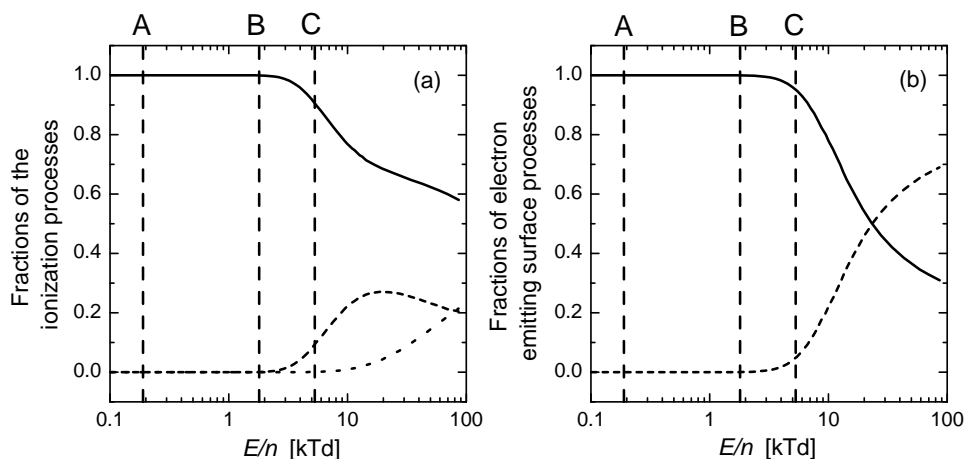 A B C
(a)
1.0
0.8
0.6
0.4
0.2
0.0
0.1 1 10 100
E/n [kTd]
Fractions of the
ionization processes
A B C
(b)
1.0
0.8
0.6
0.4
0.2
0.0
0.1 1 10 100
E/n [kTd]
Fractions of electron
emitting surface processes